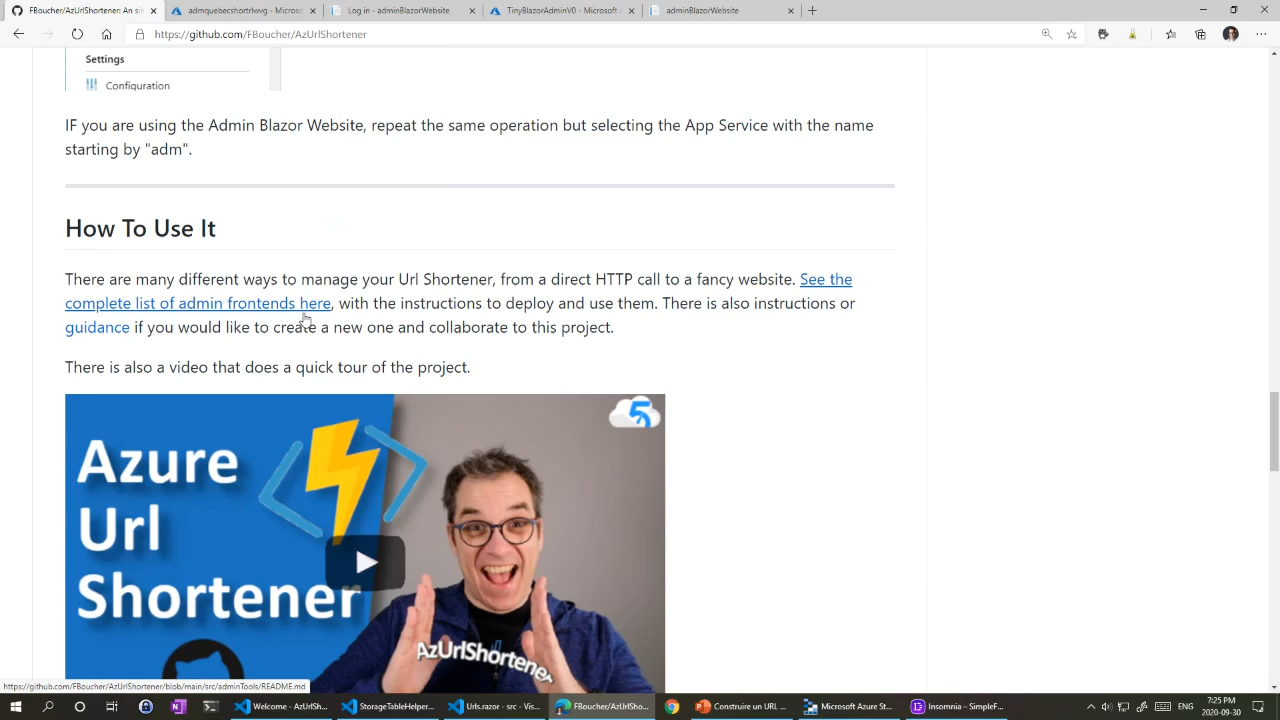 FBoucher/AzUrlShortener: An sin
admquebecshortrlwvg - Blazorsc
Log in - adminBlazorWebsite
TinyBlazorAdminV0 - Microsoft
adminBlazorWebsite
https://github.com/FBoucher/AzUrlShortener
Settings
Configuration
IF you are using the Admin Blazor Website, repeat the same operation but selecting the App Service with the name
starting by "adm".
How To Use It
There are many different ways to manage your Url Shortener, from a direct HTTP call to a fancy website. See the
complete list of admin frontends here, with the instructions to deploy and use them. There is also instructions or
guidance if you would like to create a new one and collaborate to this project.
There is also a video that does a quick tour of the project.
5
Azure
Url
Shortener
AzUrlShortener
https://github.com/FBoucher/AzUrlShortener/blob/main/src/adminTools/README.md
Welcome - AzUrlSh...
StorageTableHelper...
Urls.razor - src - Vis...
FBoucher/AzUrlSho...
Construire un URL ...
Microsoft Azure St...
Insomnia – SimpleF...
ENG
7:25 PM
2020-09-30